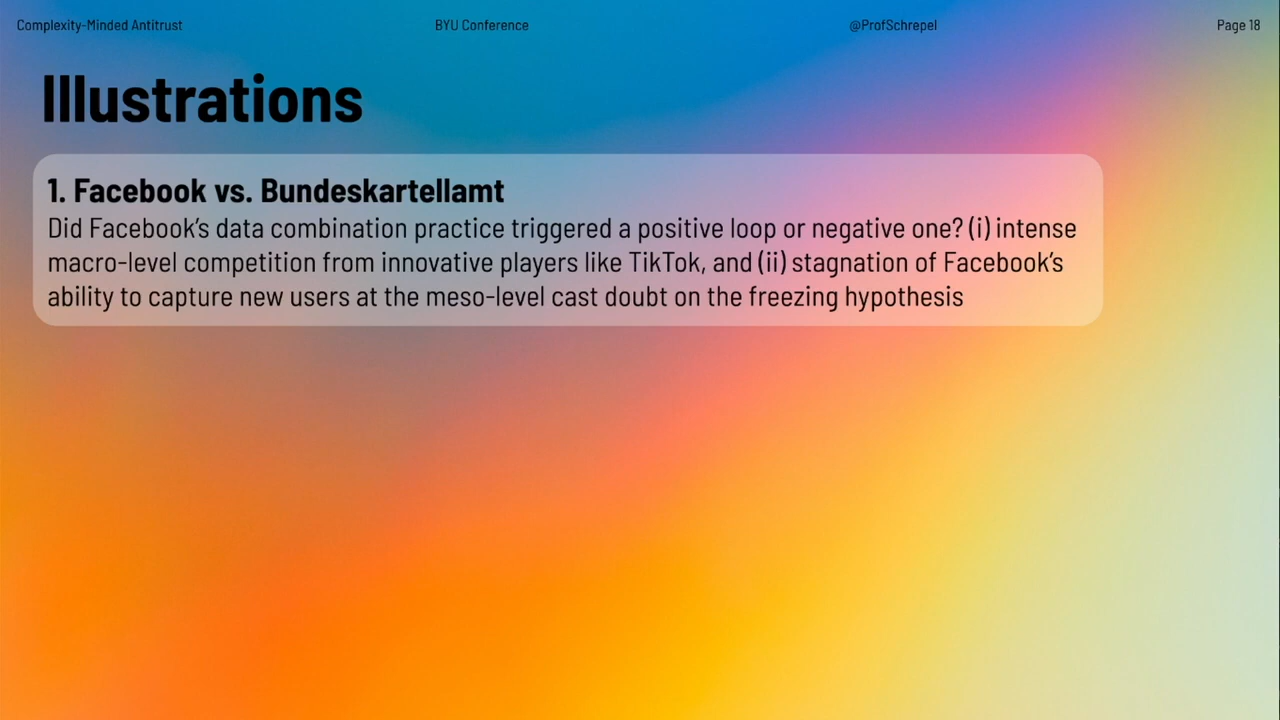 Complexity-Minded Antitrust
BYU Conference
@ProfSchrepel
Page 18
Illustrations
1. Facebook vs. Bundeskartellamt
Did Facebook’s data combination practice triggered a positive loop or negative one? (i) intense
macro-level competition from innovative players like TikTok, and (ii) stagnation of Facebook’s
ability to capture new users at the meso-level cast doubt on the freezing hypothesis